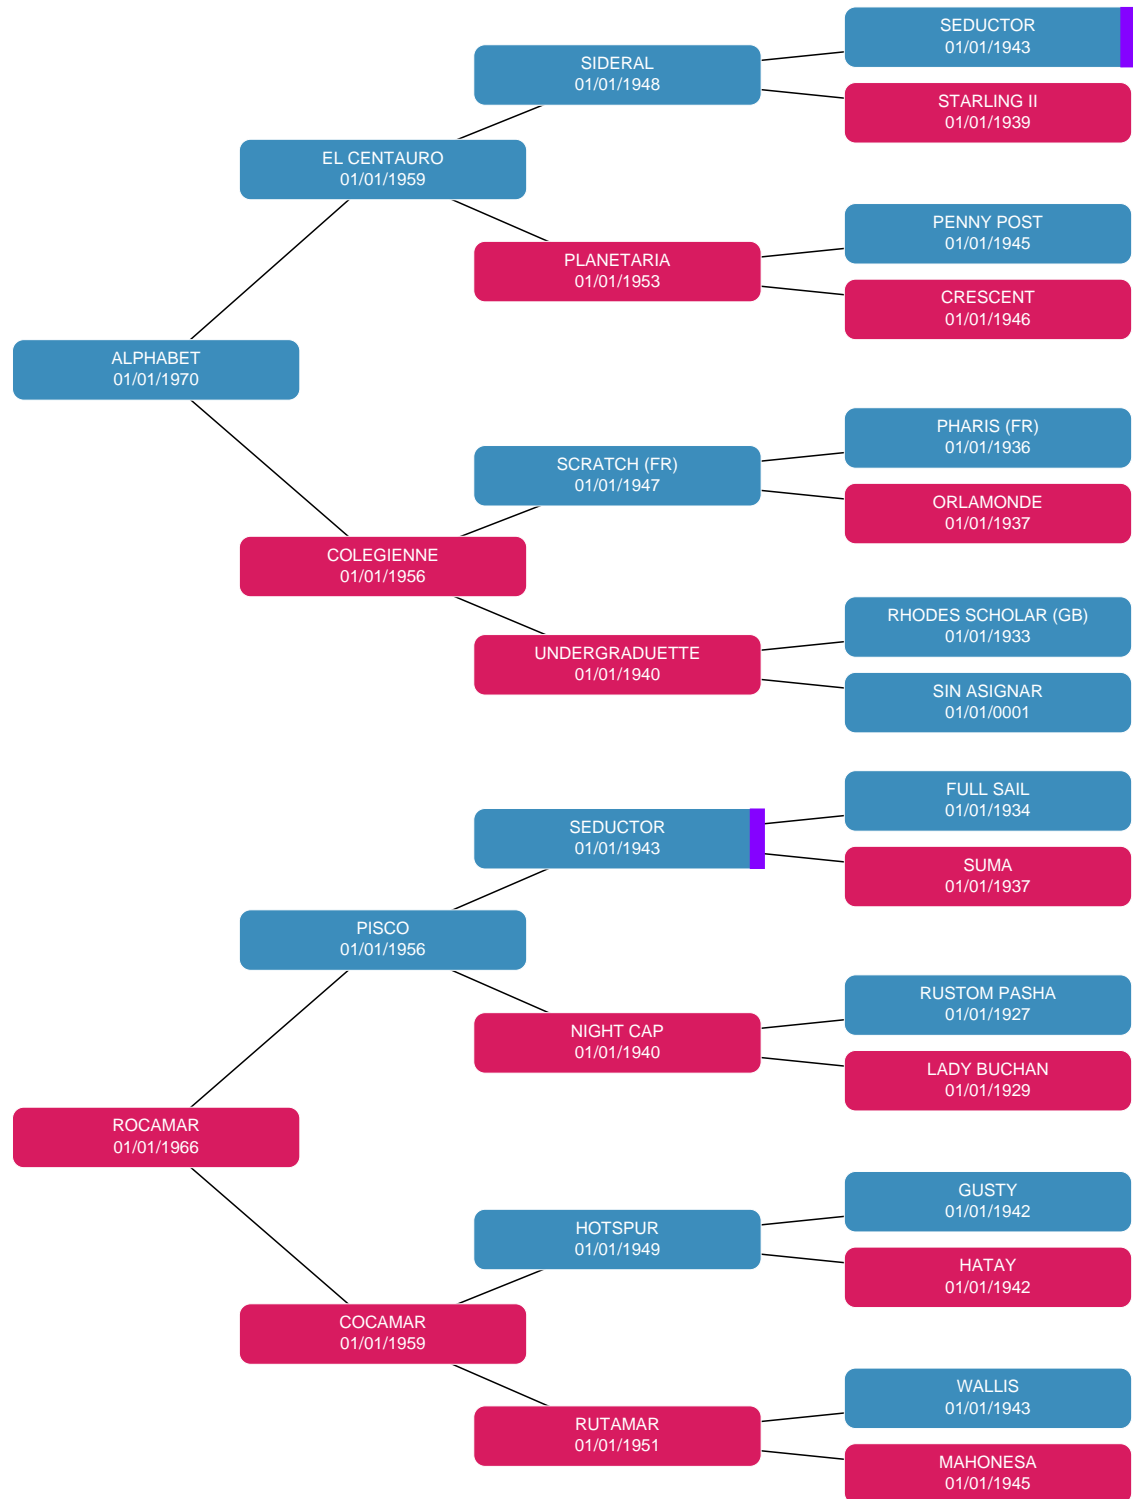 SEDUCTOR
01/01/1943
SIDERAL
01/01/1948
STARLING II
01/01/1939
EL CENTAURO
01/01/1959
PENNY POST
01/01/1945
PLANETARIA
01/01/1953
CRESCENT
01/01/1946
ALPHABET
01/01/1970
PHARIS (FR)
01/01/1936
SCRATCH (FR)
01/01/1947
ORLAMONDE
01/01/1937
COLEGIENNE
01/01/1956
RHODES SCHOLAR (GB)
01/01/1933
UNDERGRADUETTE
01/01/1940
SIN ASIGNAR
01/01/0001
FULL SAIL
01/01/1934
SEDUCTOR
01/01/1943
SUMA
01/01/1937
PISCO
01/01/1956
RUSTOM PASHA
01/01/1927
NIGHT CAP
01/01/1940
LADY BUCHAN
01/01/1929
ROCAMAR
01/01/1966
GUSTY
01/01/1942
HOTSPUR
01/01/1949
HATAY
01/01/1942
COCAMAR
01/01/1959
WALLIS
01/01/1943
RUTAMAR
01/01/1951
MAHONESA
01/01/1945